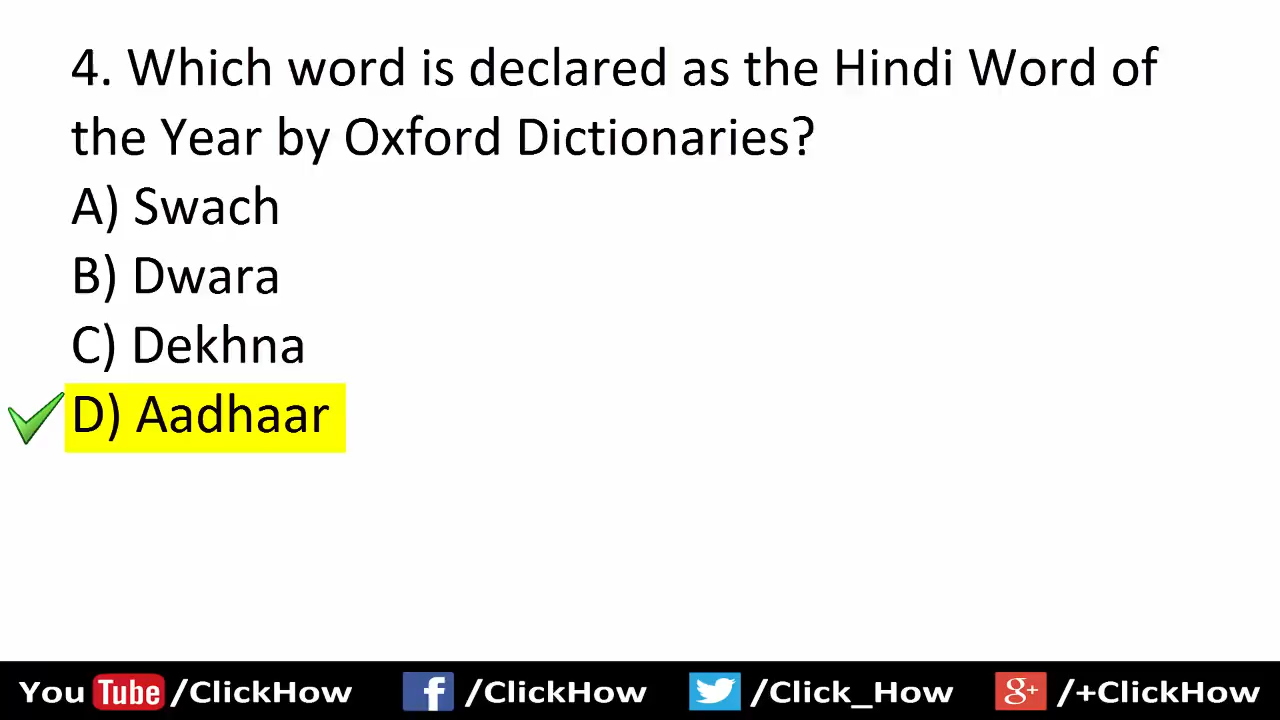 4. Which word is declared as the Hindi Word of
the Year by Oxford Dictionaries?
A) Swach
B) Dwara
C) Dekhna
D) Aadhaar
You Tube /ClickHow f /ClickHow /Click_How g+ /+ClickHow